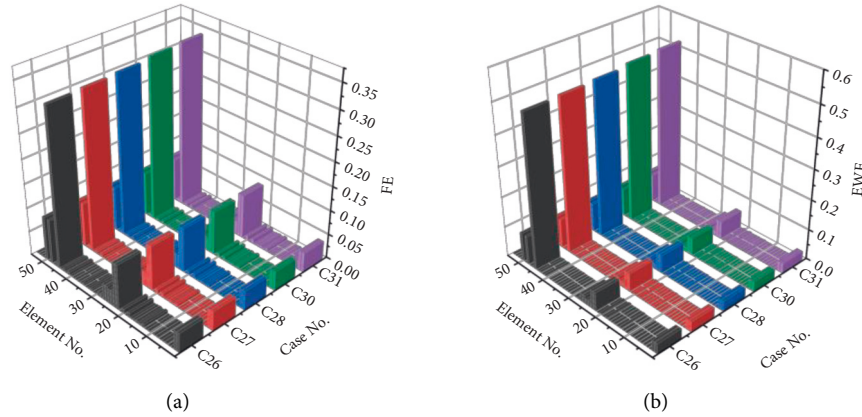 0.35
0.30
0.25
0.20
0.15
0.10
0.05
0.00
FE
50
40
30
20
10
Element No.
C26
C27
C28
C30
C31
Case No.
(a)
0.6
0.5
0.4
0.3
0.2
0.1
0.0
EWE
50
40
30
20
10
Element No.
C26
C27
C28
C30
C31
Case No.
(b)